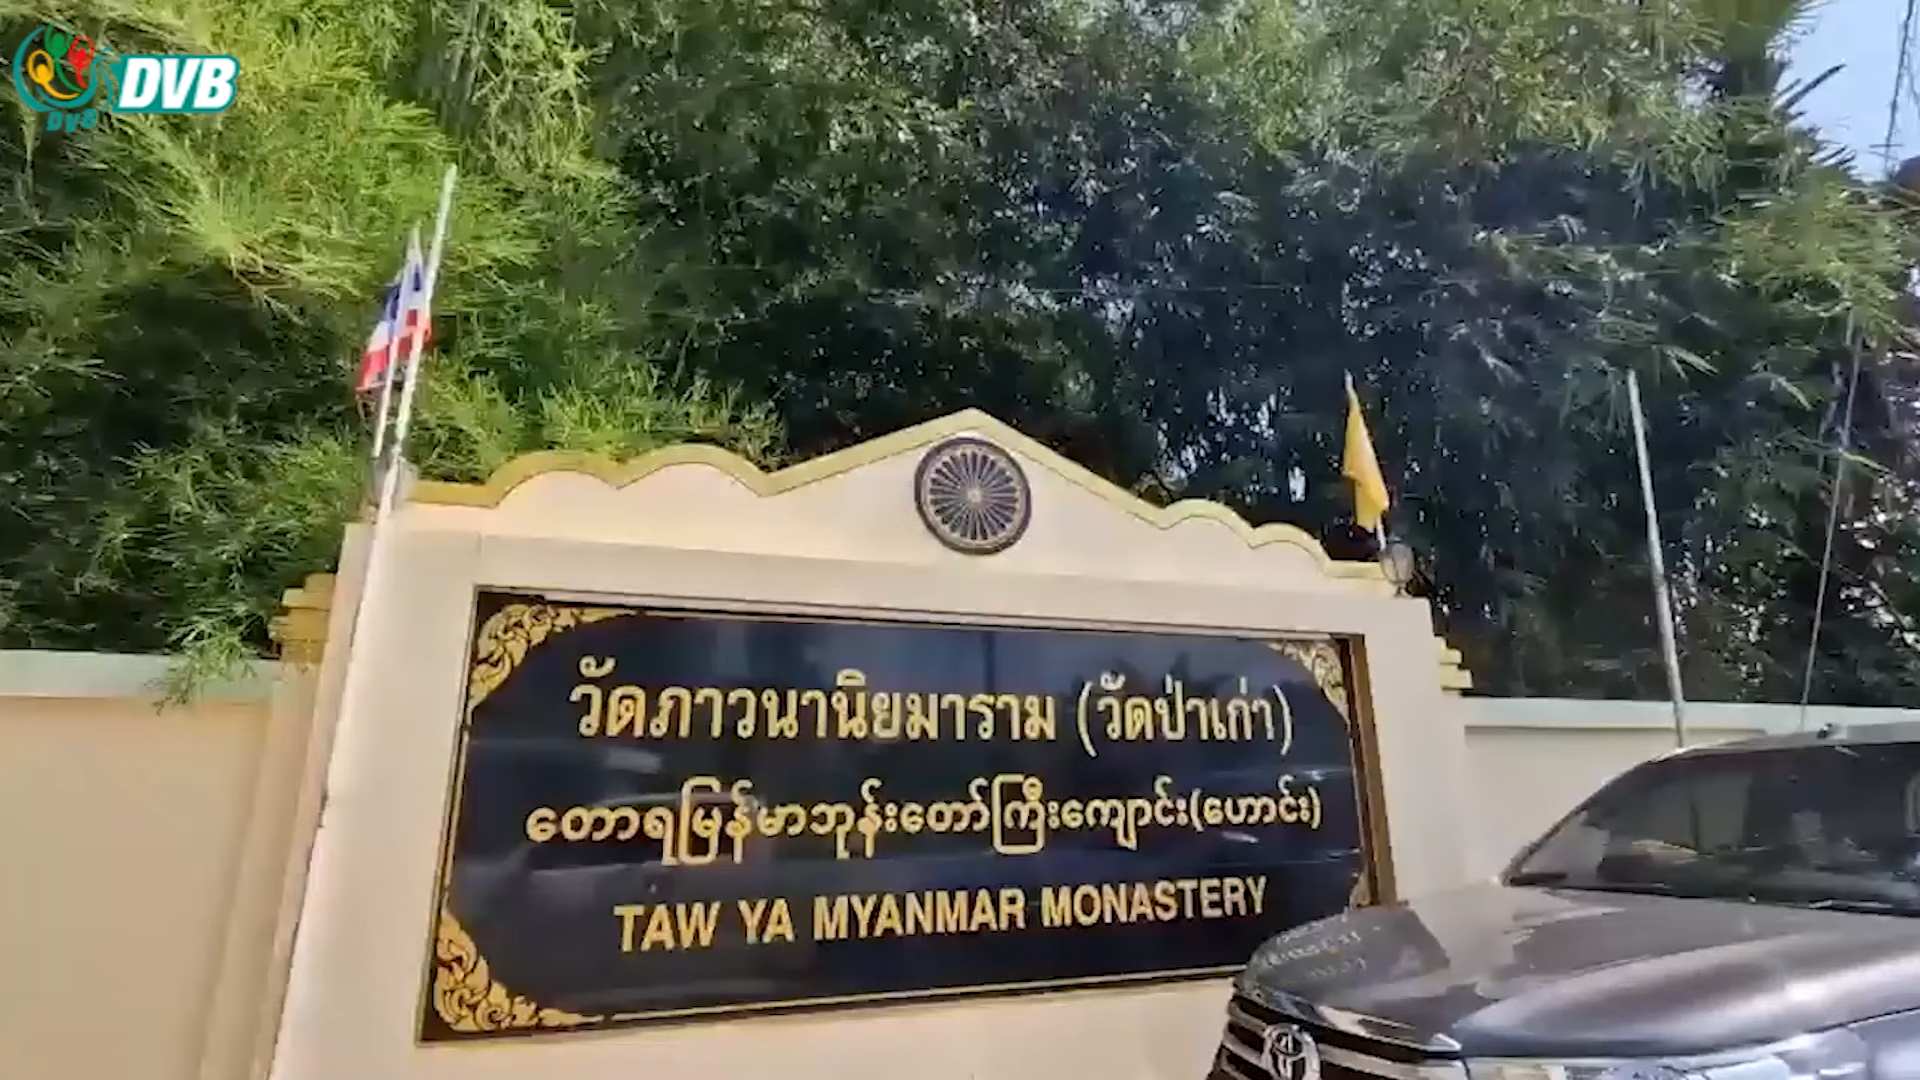 DVB
DVB
วัดภาวนานิยมาราม (วัดป่าเก่า)
တောရမြန်မာဘုန်းတော်ကြီးကျောင်း(ဟောင်း)
TAW YA MYANMAR MONASTERY